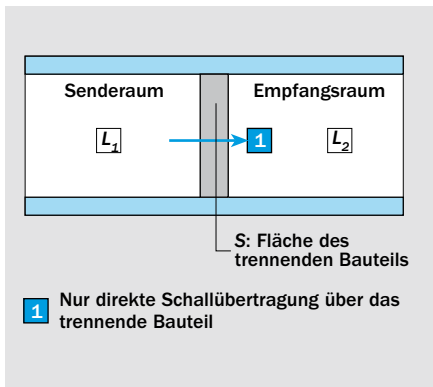 Senderaum
Empfangsraum
L1
1
L2
S: Fläche des
trennenden Bauteils
1
Nur direkte Schallübertragung über das
trennende Bauteil